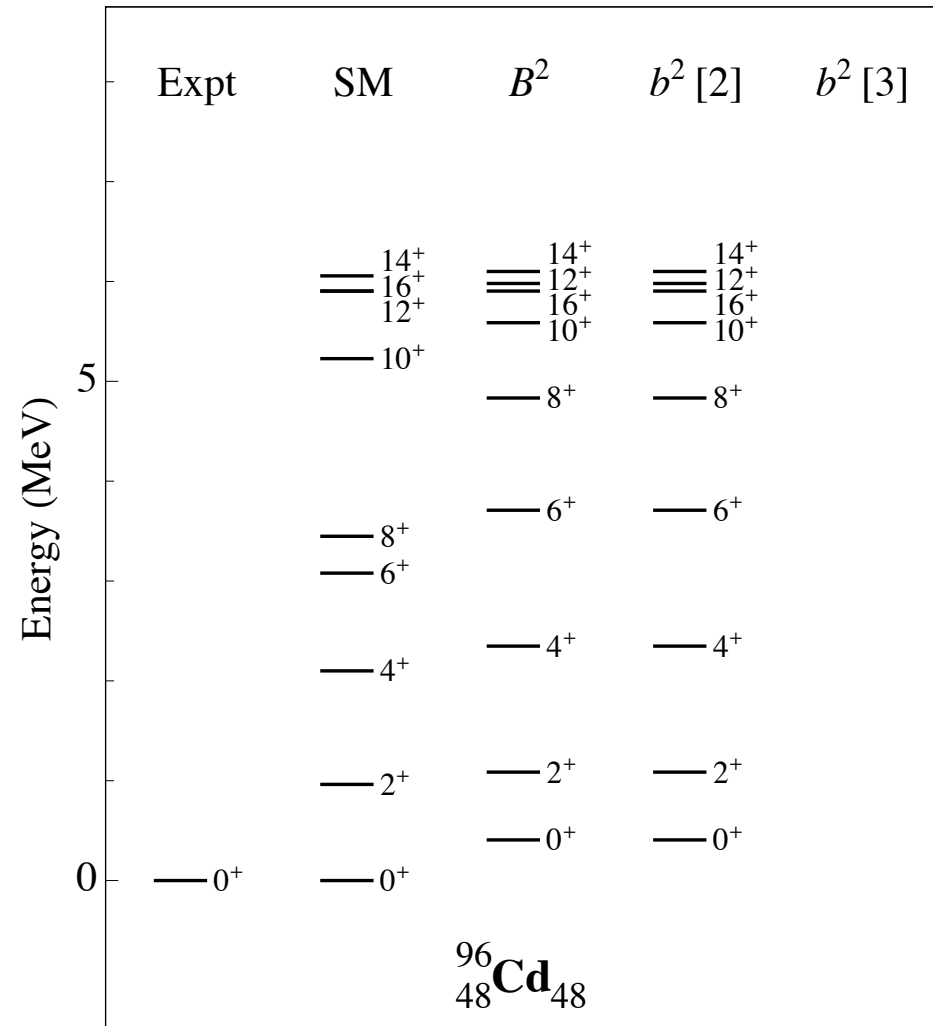 Expt SM B² b² [2] b² [3]
14⁺ 14⁺ 14⁺
16⁺ 12⁺ 12⁺
12⁺ 16⁺ 16⁺
10⁺ 10⁺ 10⁺
5
8⁺ 8⁺
8⁺ 6⁺ 6⁺
6⁺
4⁺ 4⁺ 4⁺
2⁺ 2⁺ 2⁺
0⁺ 0⁺
0 0⁺ 0⁺
Energy (MeV)
⁹⁶₄₈Cd₄₈